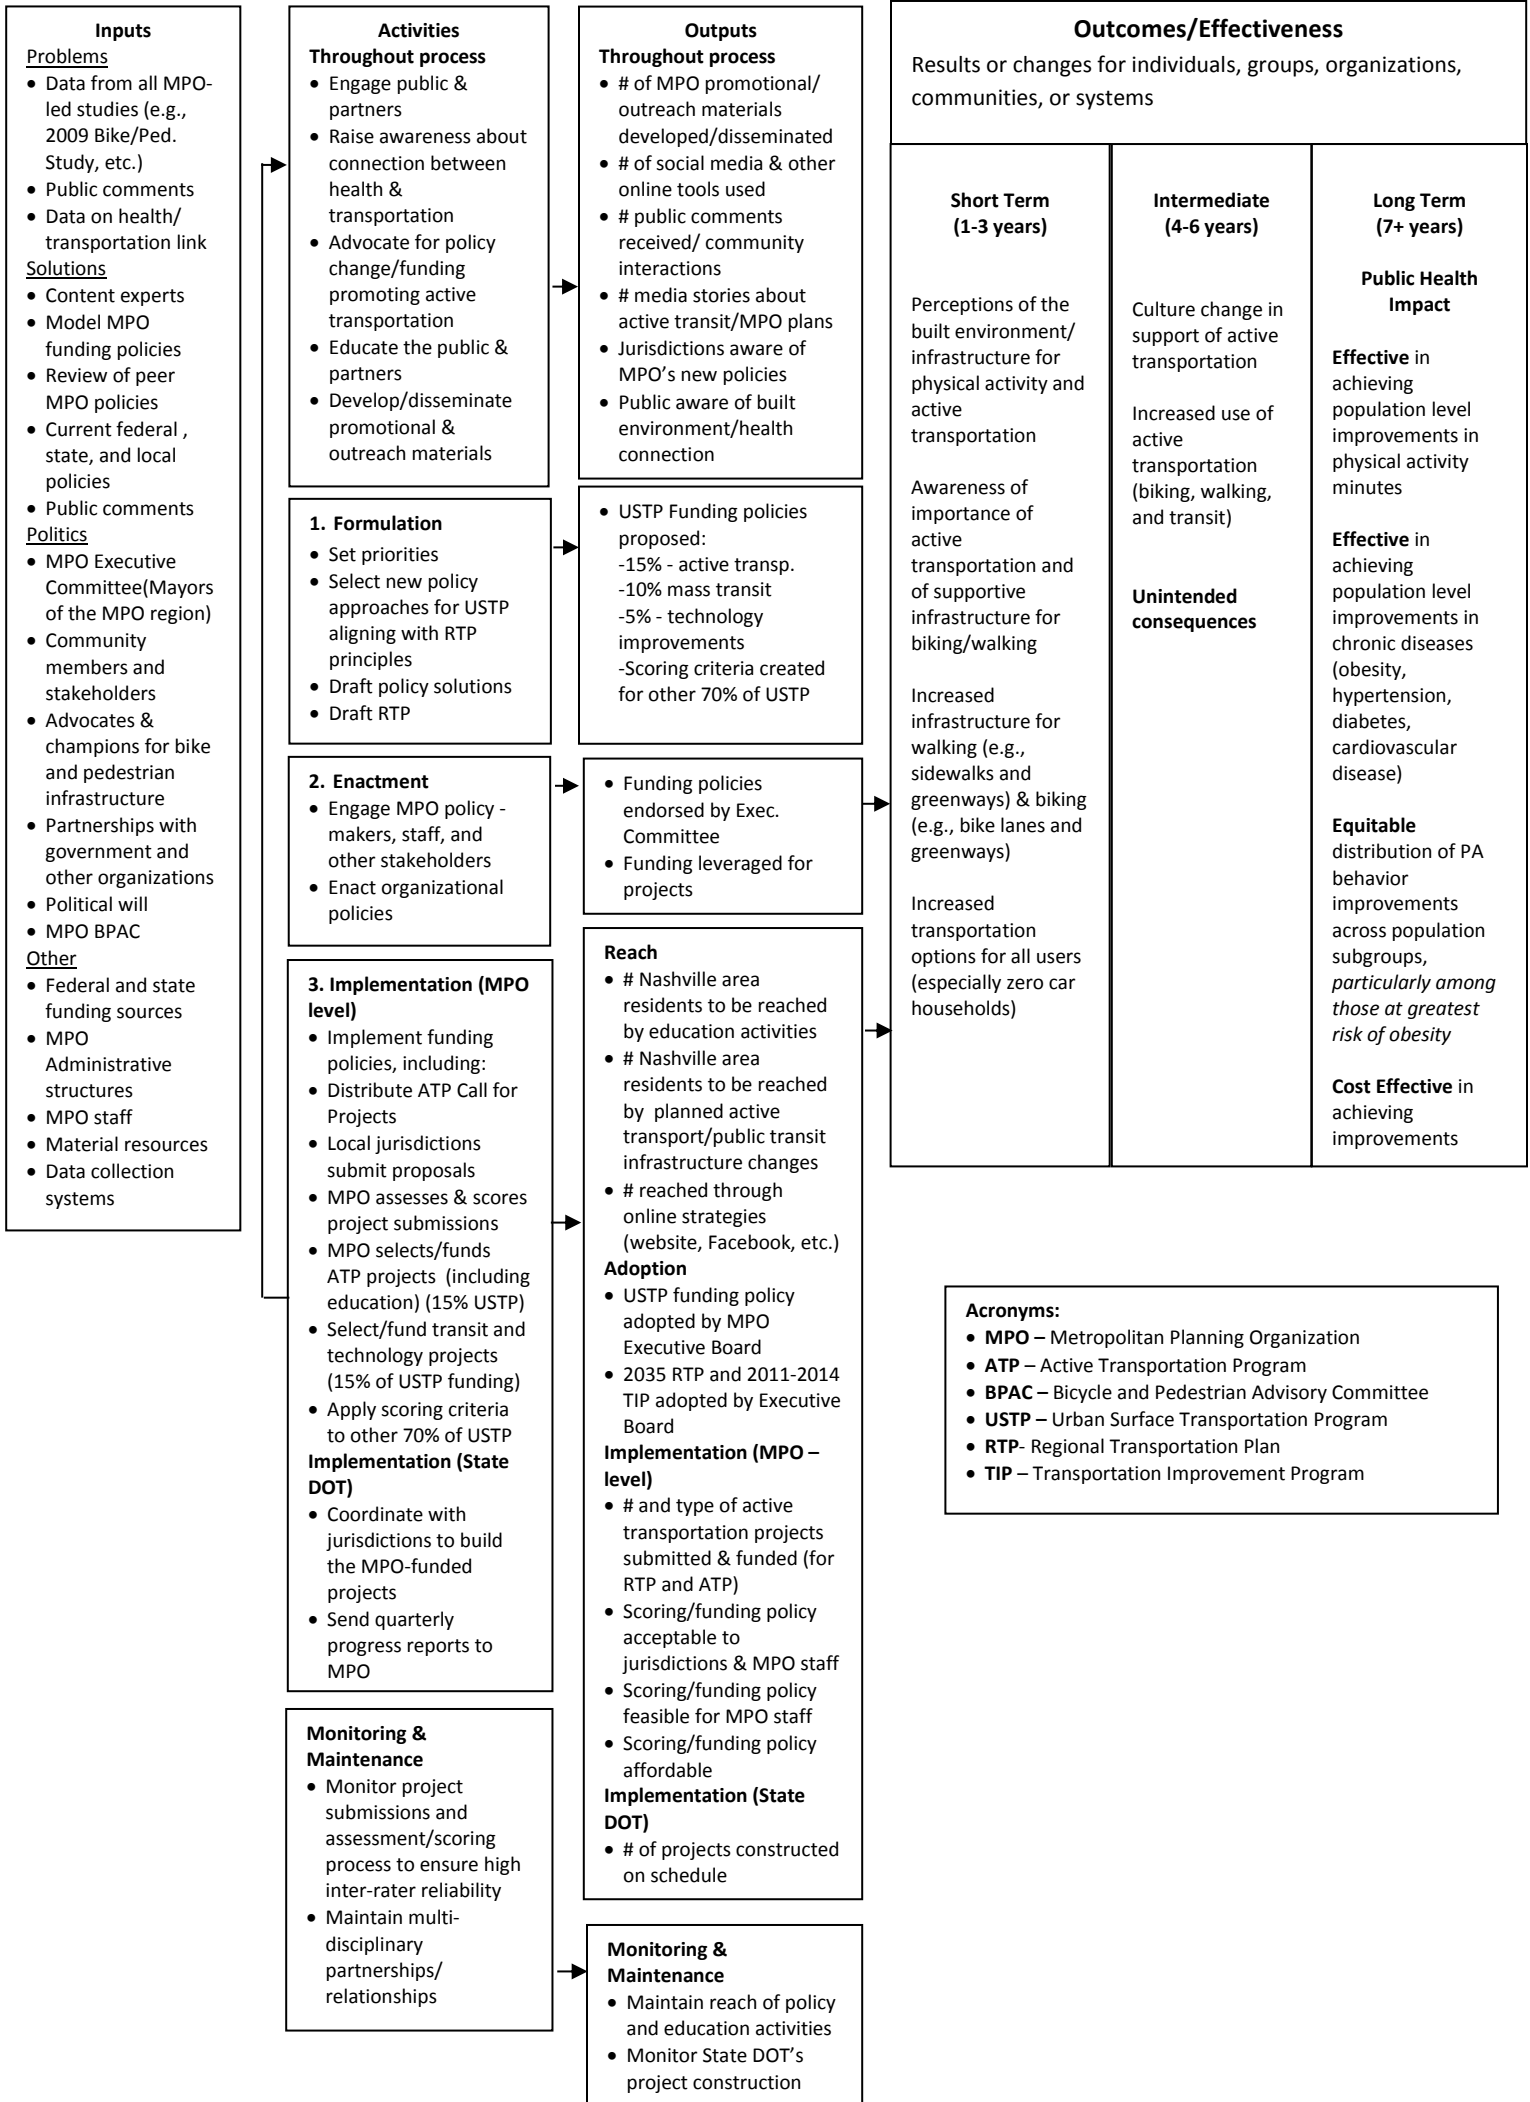 Inputs
Problems
• Data from all MPO-
led studies (e.g.,
2009 Bike/Ped.
Study, etc.)
• Public comments
• Data on health/
transportation link
Solutions
• Content experts
• Model MPO
funding policies
• Review of peer
MPO policies
• Current federal ,
state, and local
policies
• Public comments
Politics
• MPO Executive
Committee(Mayors
of the MPO region)
• Community
members and
stakeholders
• Advocates &
champions for bike
and pedestrian
infrastructure
• Partnerships with
government and
other organizations
• Political will
• MPO BPAC
Other
• Federal and state
funding sources
• MPO
Administrative
structures
• MPO staff
• Material resources
• Data collection
systems
Activities
Throughout process
• Engage public &
partners
• Raise awareness about
connection between
health &
transportation
• Advocate for policy
change/funding
promoting active
transportation
• Educate the public &
partners
• Develop/disseminate
promotional &
outreach materials
1. Formulation
• Set priorities
• Select new policy
approaches for USTP
aligning with RTP
principles
• Draft policy solutions
• Draft RTP
2. Enactment
• Engage MPO policy -
makers, staff, and
other stakeholders
• Enact organizational
policies
3. Implementation (MPO
level)
• Implement funding
policies, including:
• Distribute ATP Call for
Projects
• Local jurisdictions
submit proposals
• MPO assesses & scores
project submissions
• MPO selects/funds
ATP projects (including
education) (15% USTP)
• Select/fund transit and
technology projects
(15% of USTP funding)
• Apply scoring criteria
to other 70% of USTP
Implementation (State
DOT)
• Coordinate with
jurisdictions to build
the MPO-funded
projects
• Send quarterly
progress reports to
MPO
Monitoring &
Maintenance
• Monitor project
submissions and
assessment/scoring
process to ensure high
inter-rater reliability
• Maintain multi-
disciplinary
partnerships/
relationships
Outputs
Throughout process
• # of MPO promotional/
outreach materials
developed/disseminated
• # of social media & other
online tools used
• # public comments
received/ community
interactions
• # media stories about
active transit/MPO plans
• Jurisdictions aware of
MPO’s new policies
• Public aware of built
environment/health
connection
• USTP Funding policies
proposed:
-15% - active transp.
-10% mass transit
-5% - technology
improvements
-Scoring criteria created
for other 70% of USTP
• Funding policies
endorsed by Exec.
Committee
• Funding leveraged for
projects
Reach
• # Nashville area
residents to be reached
by education activities
• # Nashville area
residents to be reached
by planned active
transport/public transit
infrastructure changes
• # reached through
online strategies
(website, Facebook, etc.)
Adoption
• USTP funding policy
adopted by MPO
Executive Board
• 2035 RTP and 2011-2014
TIP adopted by Executive
Board
Implementation (MPO –
level)
• # and type of active
transportation projects
submitted & funded (for
RTP and ATP)
• Scoring/funding policy
acceptable to
jurisdictions & MPO staff
• Scoring/funding policy
feasible for MPO staff
• Scoring/funding policy
affordable
Implementation (State
DOT)
• # of projects constructed
on schedule
Monitoring &
Maintenance
• Maintain reach of policy
and education activities
• Monitor State DOT’s
project construction
Outcomes/Effectiveness
Results or changes for individuals, groups, organizations,
communities, or systems
Short Term
(1-3 years)
Perceptions of the
built environment/
infrastructure for
physical activity and
active
transportation
Awareness of
importance of
active
transportation and
of supportive
infrastructure for
biking/walking
Increased
infrastructure for
walking (e.g.,
sidewalks and
greenways) & biking
(e.g., bike lanes and
greenways)
Increased
transportation
options for all users
(especially zero car
households)
Intermediate
(4-6 years)
Culture change in
support of active
transportation
Increased use of
active
transportation
(biking, walking,
and transit)
Unintended
consequences
Long Term
(7+ years)
Public Health
Impact
Effective in
achieving
population level
improvements in
physical activity
minutes
Effective in
achieving
population level
improvements in
chronic diseases
(obesity,
hypertension,
diabetes,
cardiovascular
disease)
Equitable
distribution of PA
behavior
improvements
across population
subgroups,
particularly among
those at greatest
risk of obesity
Cost Effective in
achieving
improvements
Acronyms:
• MPO – Metropolitan Planning Organization
• ATP – Active Transportation Program
• BPAC – Bicycle and Pedestrian Advisory Committee
• USTP – Urban Surface Transportation Program
• RTP- Regional Transportation Plan
• TIP – Transportation Improvement Program